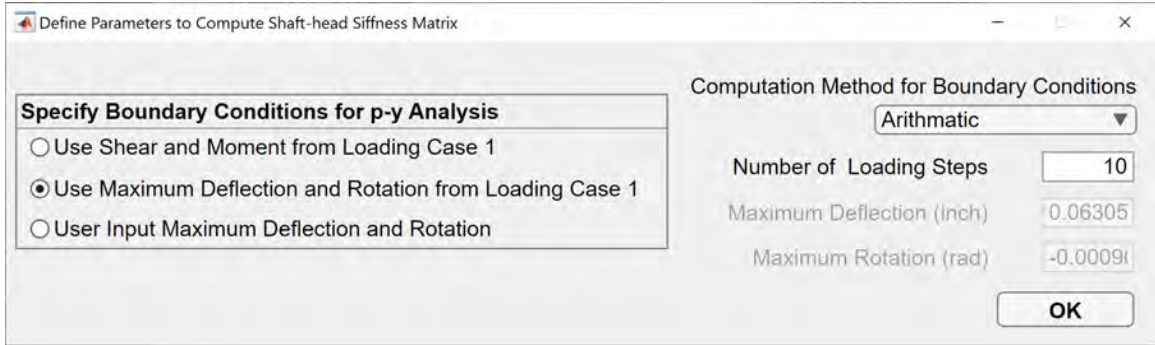 Define Parameters to Compute Shaft-head Siffness Matrix
Specify Boundary Conditions for p-y Analysis
Use Shear and Moment from Loading Case 1
Use Maximum Deflection and Rotation from Loading Case 1
User Input Maximum Deflection and Rotation
Computation Method for Boundary Conditions
Arithmatic
Number of Loading Steps 10
Maximum Deflection (inch) 0.06305
Maximum Rotation (rad) -0.0009
OK